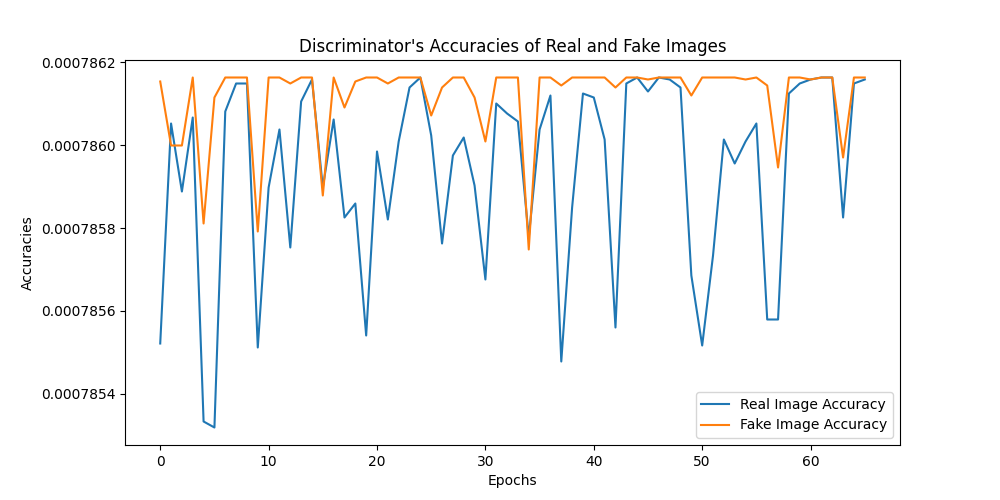 Discriminator's Accuracies of Real and Fake Images
0.0007862
0.0007860
0.0007858
0.0007856
0.0007854
Accuracies
0 10 20 30 40 50 60
Epochs
Real Image Accuracy
Fake Image Accuracy